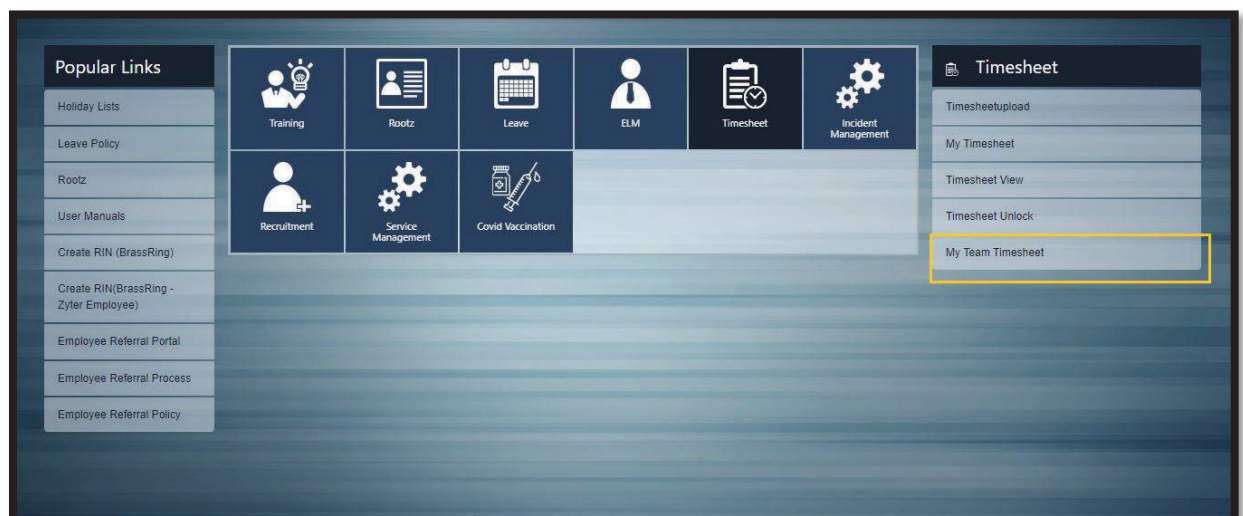 Popular Links
Holiday Lists
Leave Policy
Rootz
User Manuals
Create RIN (BrassRing)
Create RIN(BrassRing -
Zyter Employee)
Employee Referral Portal
Employee Referral Process
Employee Referral Policy
Training
Rootz
Leave
ELM
Timesheet
Incident
Management
Recruitment
Service
Management
Covid Vaccination
Timesheet
Timesheetupload
My Timesheet
Timesheet View
Timesheet Unlock
My Team Timesheet